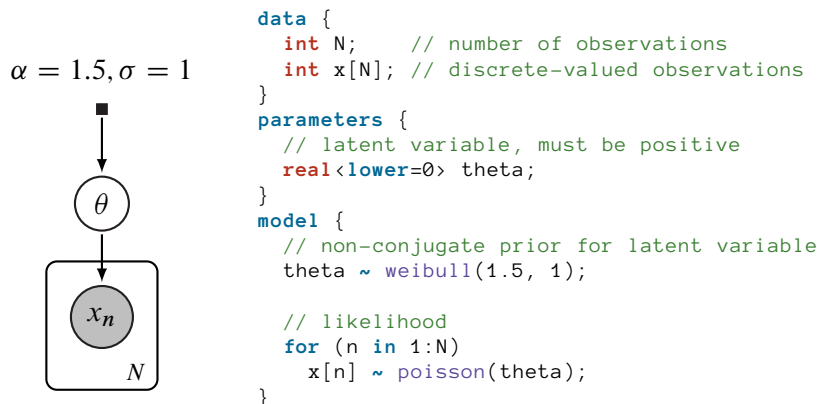 α = 1.5, σ = 1
θ
xₙ
N
data {
  int N;     // number of observations
  int x[N]; // discrete-valued observations
}
parameters {
  // latent variable, must be positive
  real<lower=0> theta;
}
model {
  // non-conjugate prior for latent variable
  theta ~ weibull(1.5, 1);

  // likelihood
  for (n in 1:N)
    x[n] ~ poisson(theta);
}